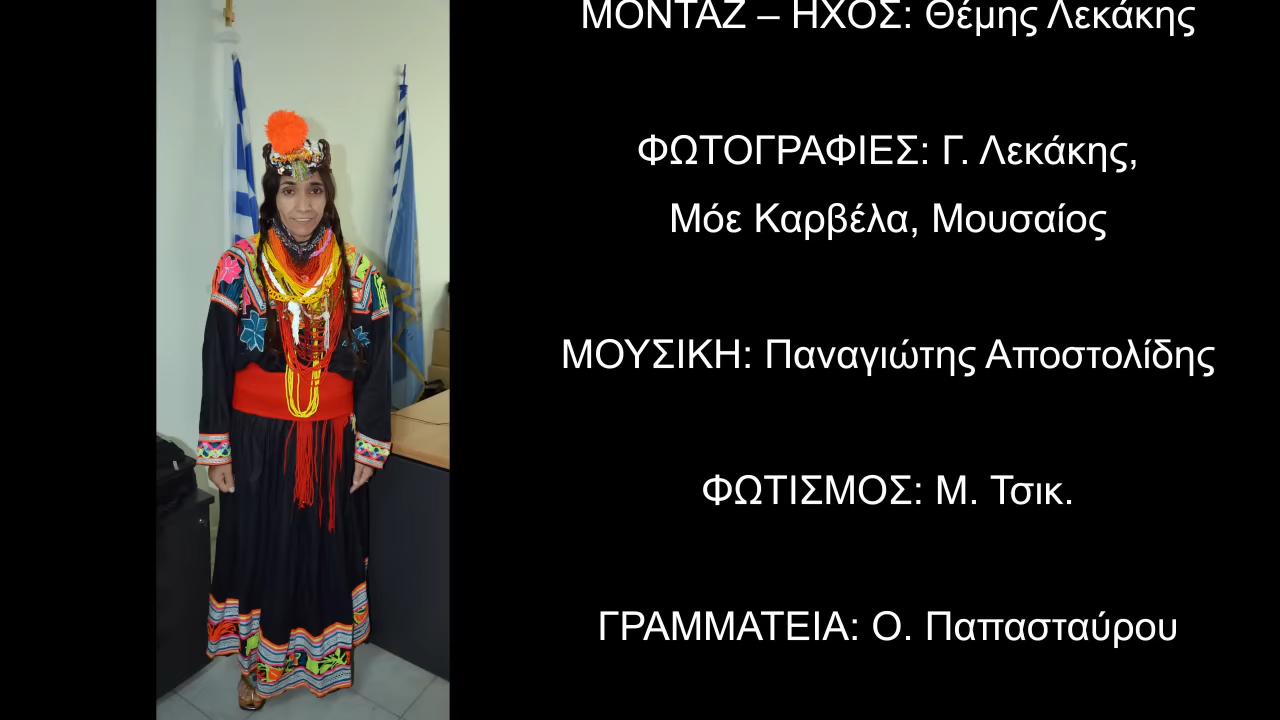 ΜΟΝΤΑΖ – ΗΧΟΣ: Θέμης Λεκάκης
ΦΩΤΟΓΡΑΦΙΕΣ: Γ. Λεκάκης,
Μόε Καρβέλα, Μουσαίος
ΜΟΥΣΙΚΗ: Παναγιώτης Αποστολίδης
ΦΩΤΙΣΜΟΣ: Μ. Τσικ.
ΓΡΑΜΜΑΤΕΙΑ: Ο. Παπασταύρου